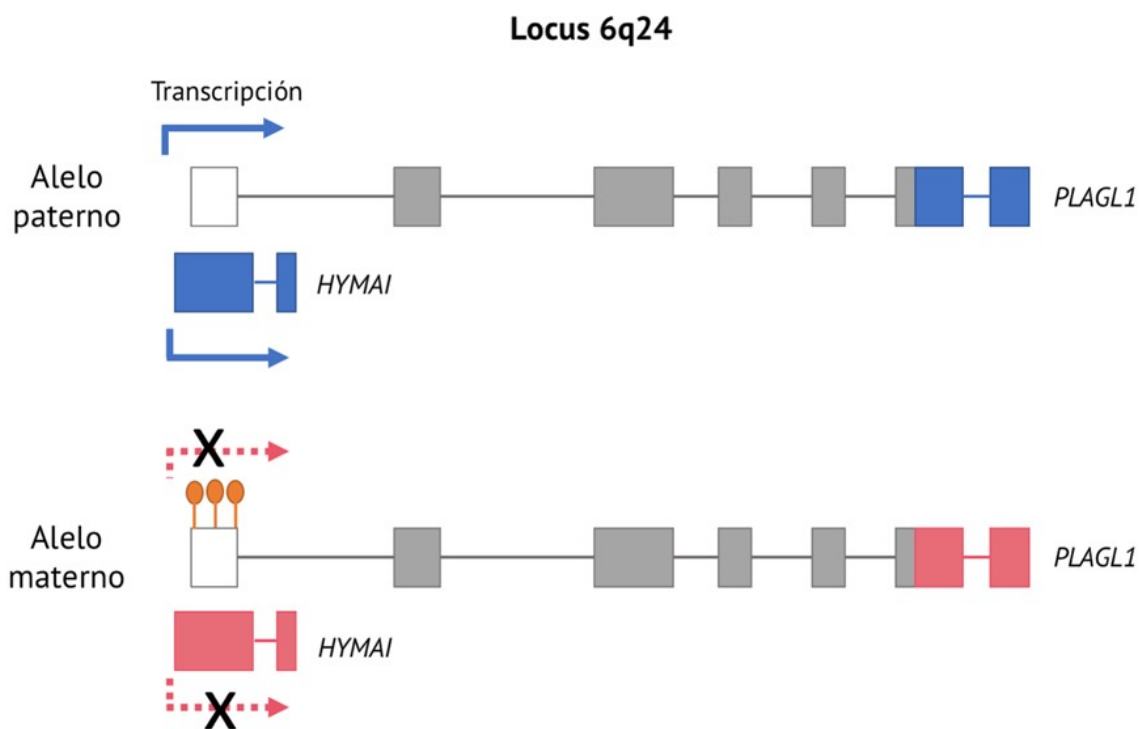 Locus 6q24
Transcripción
Alelo
paterno
PLAGL1
HYMAI
X
Alelo
materno
PLAGL1
HYMAI
X